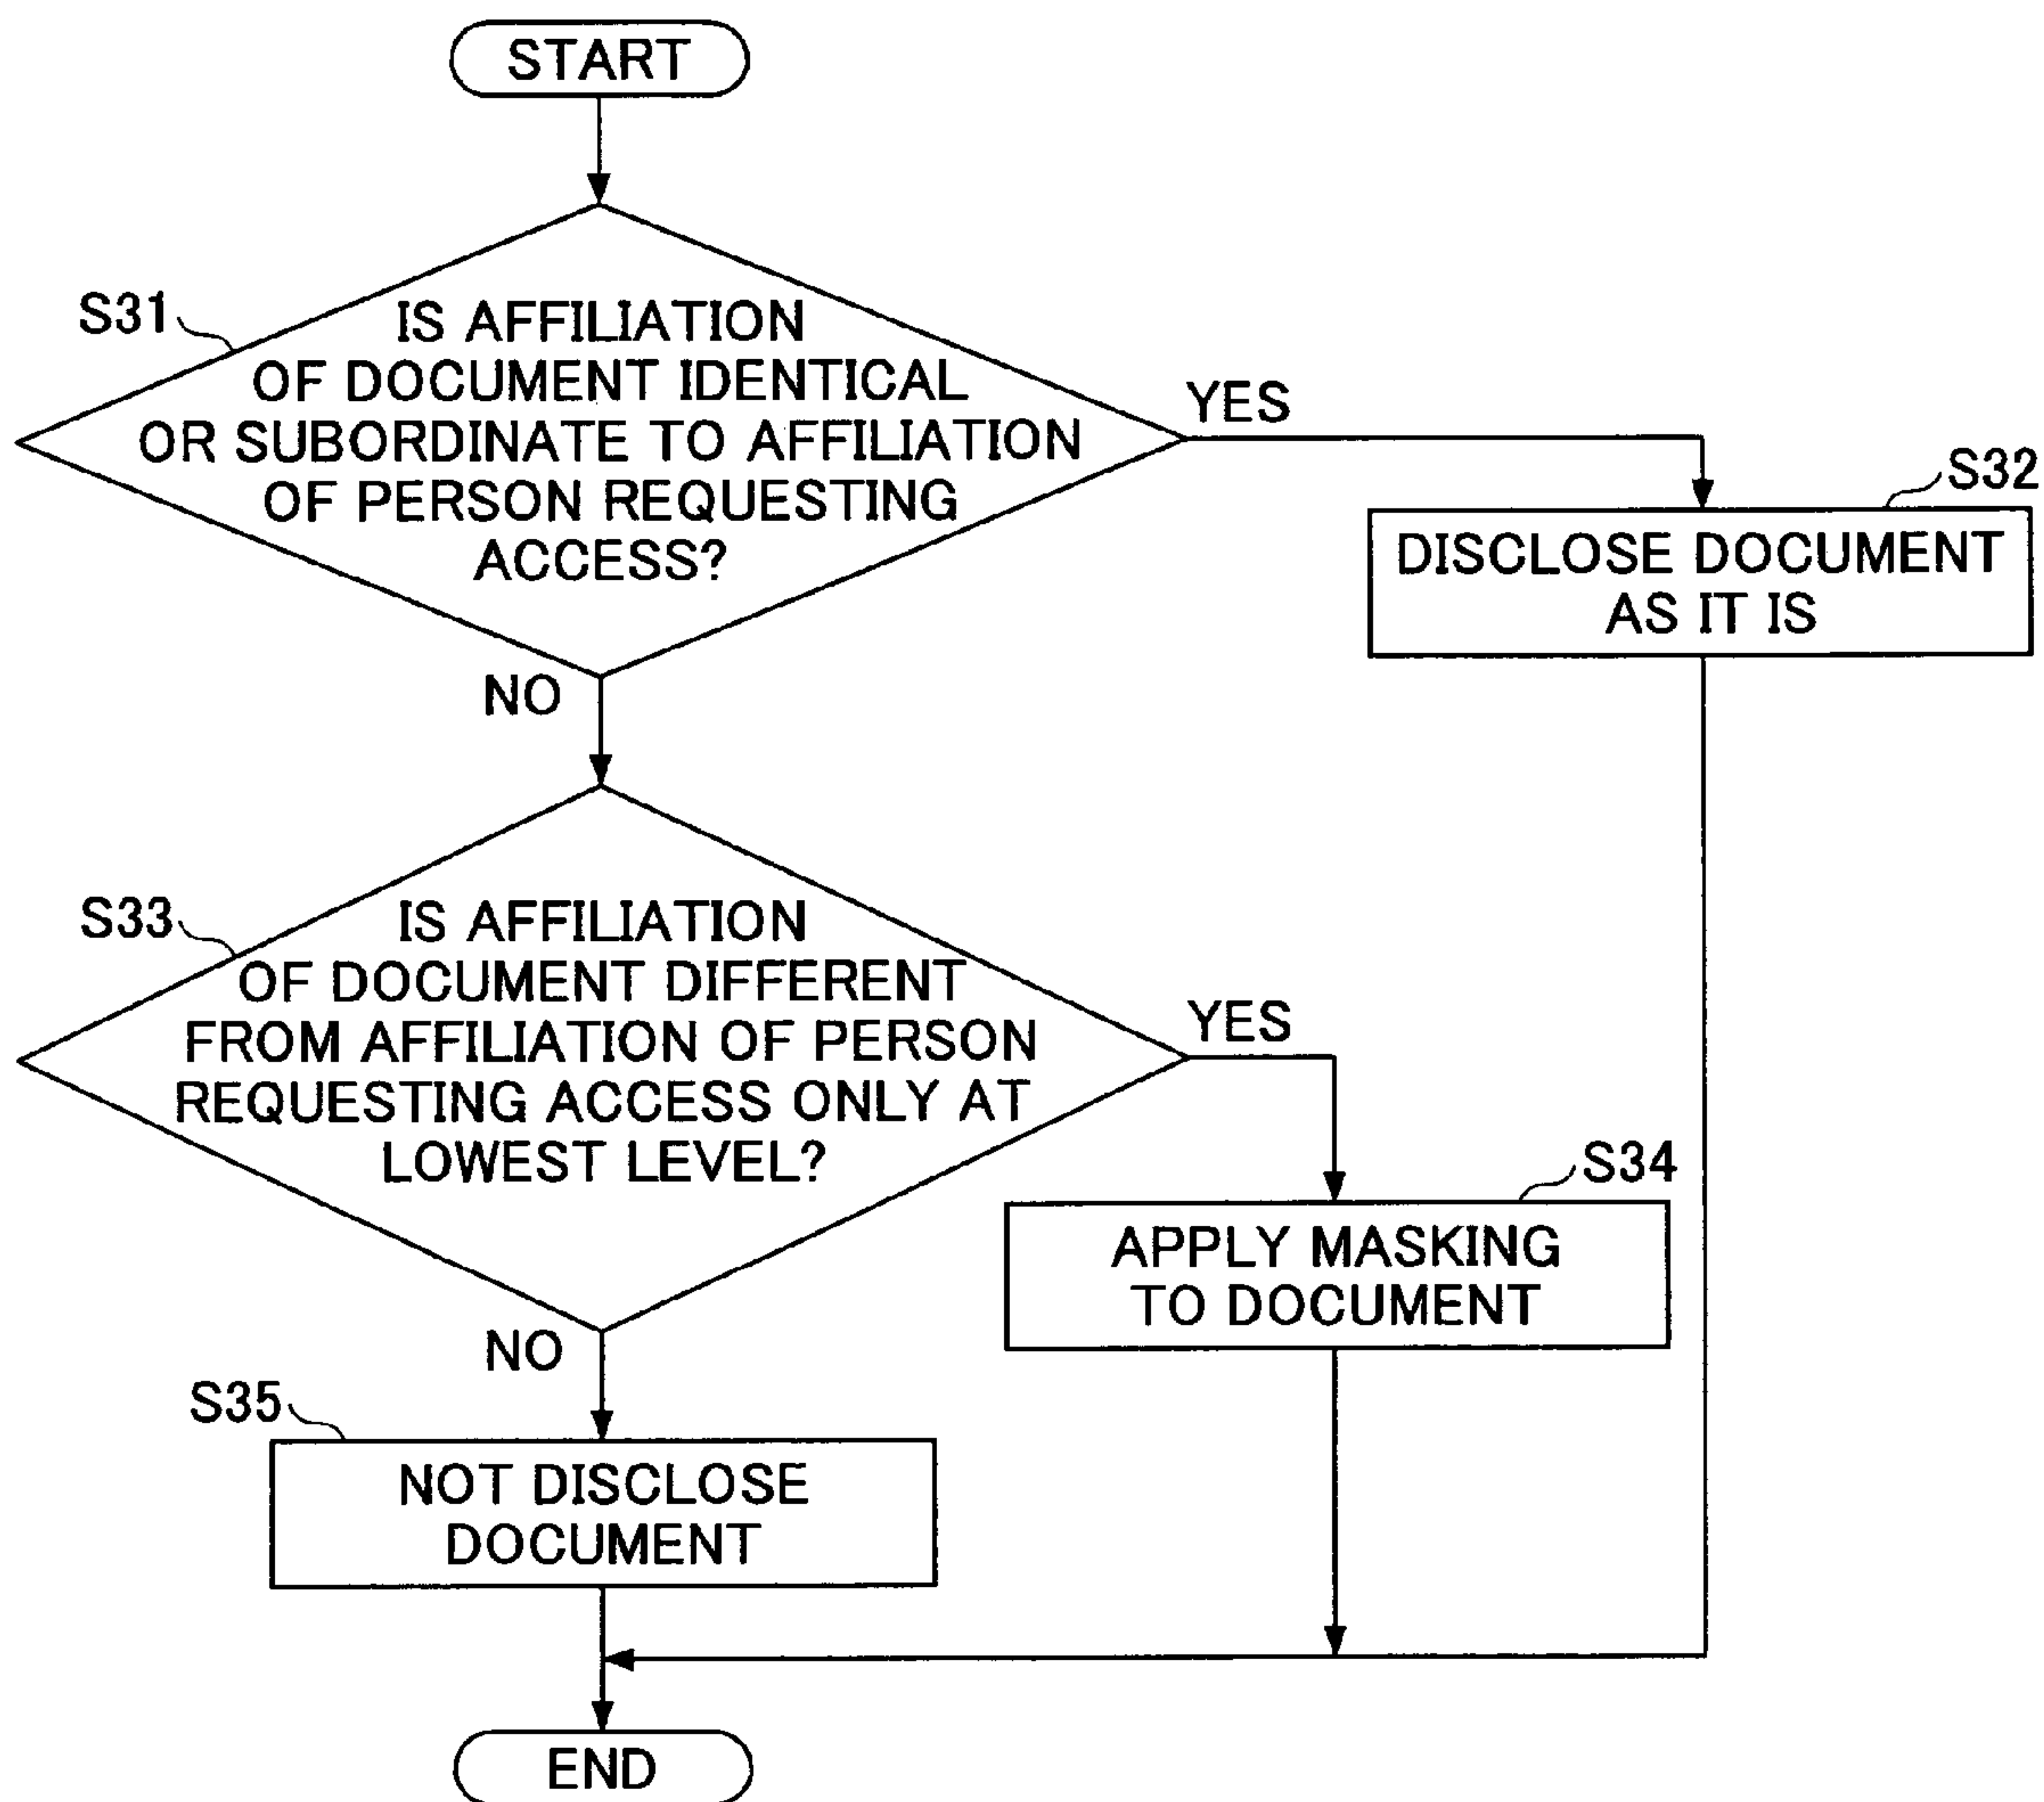 START
S31
IS AFFILIATION
OF DOCUMENT IDENTICAL
OR SUBORDINATE TO AFFILIATION
OF PERSON REQUESTING
ACCESS?
YES
S32
DISCLOSE DOCUMENT
AS IT IS
NO
S33
IS AFFILIATION
OF DOCUMENT DIFFERENT
FROM AFFILIATION OF PERSON
REQUESTING ACCESS ONLY AT
LOWEST LEVEL?
YES
S34
APPLY MASKING
TO DOCUMENT
NO
S35
NOT DISCLOSE
DOCUMENT
END